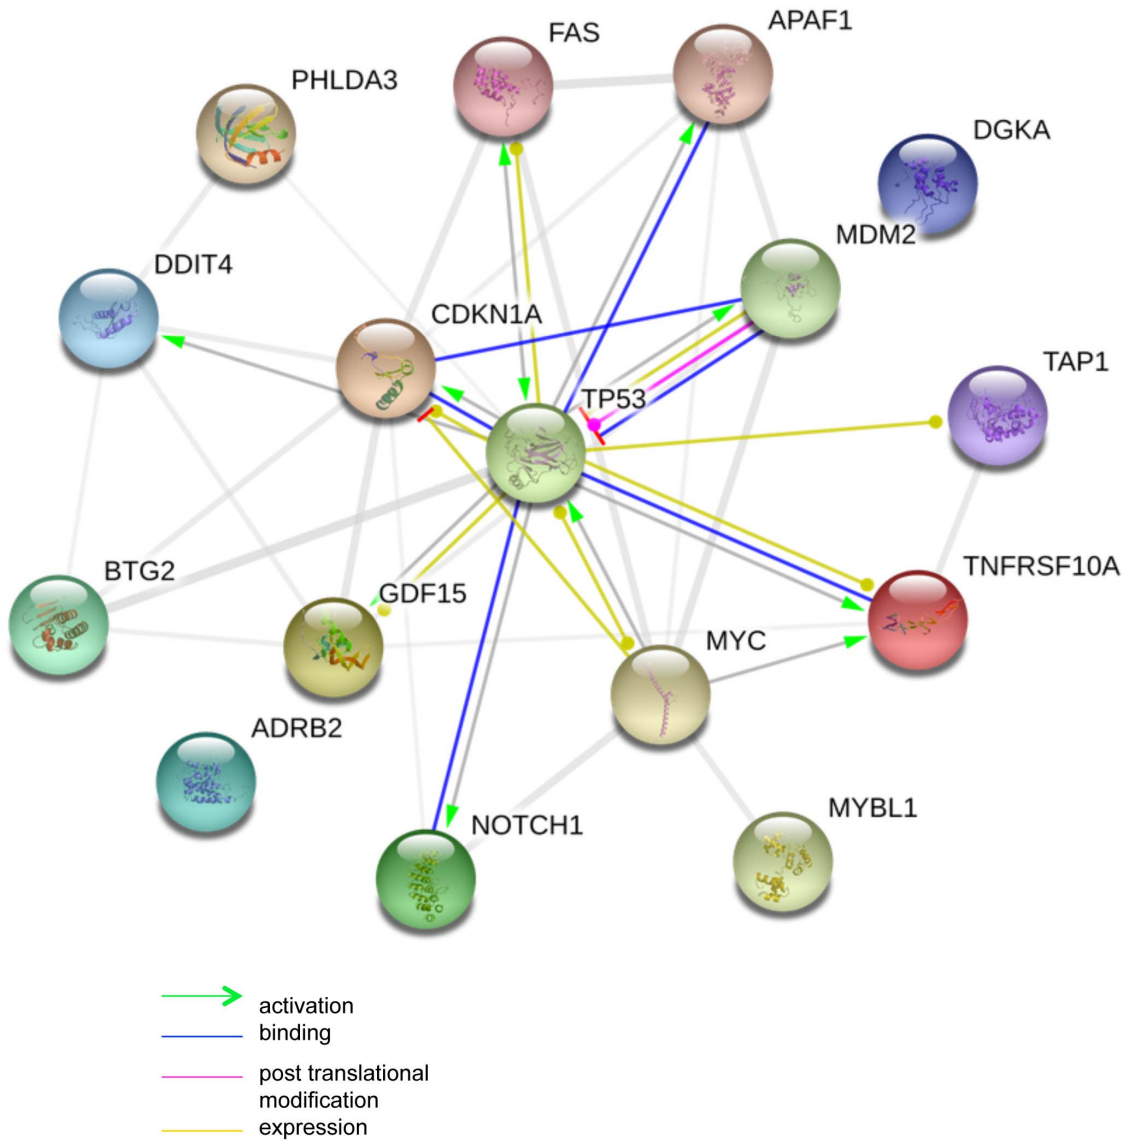 FAS
APAF1
PHLDA3
DGKA
MDM2
DDIT4
CDKN1A
TAP1
TP53
TNFRSF10A
BTG2
GDF15
MYC
ADRB2
NOTCH1
MYBL1
activation
binding
post translational
modification
expression